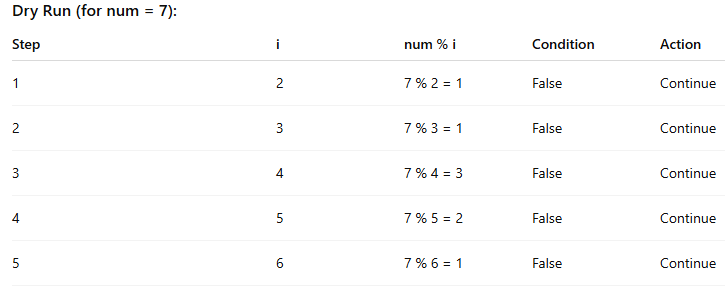 Dry Run (for num = 7):
Step i num % i Condition Action
1 2 7 % 2 = 1 False Continue
2 3 7 % 3 = 1 False Continue
3 4 7 % 4 = 3 False Continue
4 5 7 % 5 = 2 False Continue
5 6 7 % 6 = 1 False Continue